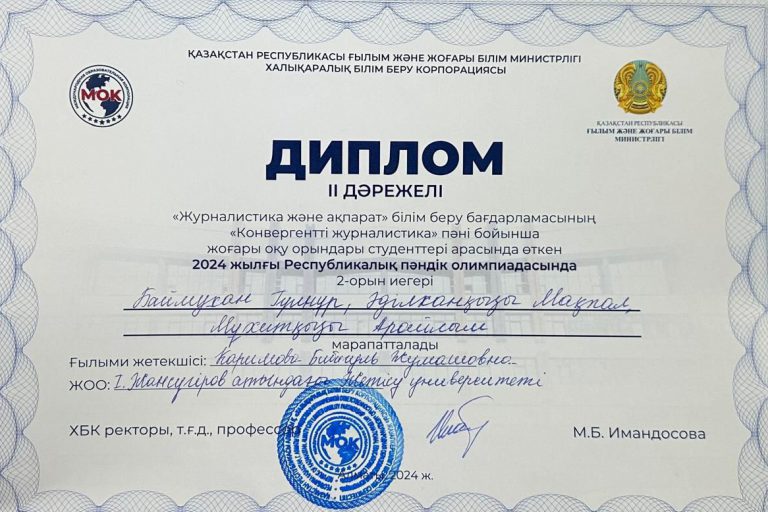 ҚАЗАҚСТАН РЕСПУБЛИКАСЫ ҒЫЛЫМ ЖӘНЕ ЖОҒАРЫ БІЛІМ МИНИСТРЛІГІ
ХАЛЫҚАРАЛЫҚ БІЛІМ БЕРУ КОРПОРАЦИЯСЫ
МОК
ҚАЗАҚСТАН РЕСПУБЛИКАСЫ
ҒЫЛЫМ ЖӘНЕ ЖОҒАРЫ БІЛІМ
МИНИСТРЛІГІ
ДИПЛОМ
II ДӘРЕЖЕЛІ
«Журналистика және ақпарат» білім беру бағдарламасының
«Конвергентті журналистика» пәні бойынша
жоғары оқу орындары студенттері арасында өткен
2024 жылғы Республикалық пәндік олимпиадасында
2-орын иегері
Баймухан Гулнур, Әділханқызы Мақпал,
Мұхитқызы Арайлым
марапатталады
Ғылыми жетекшісі: Каримова Бибигуль Жумашовна
ЖОО: І. Жансүгіров атындағы Жетісу университеті
ХБК ректоры, т.ғ.д., профессор
М.Б. Имандосова
МОК
Алматы, 2024 ж.